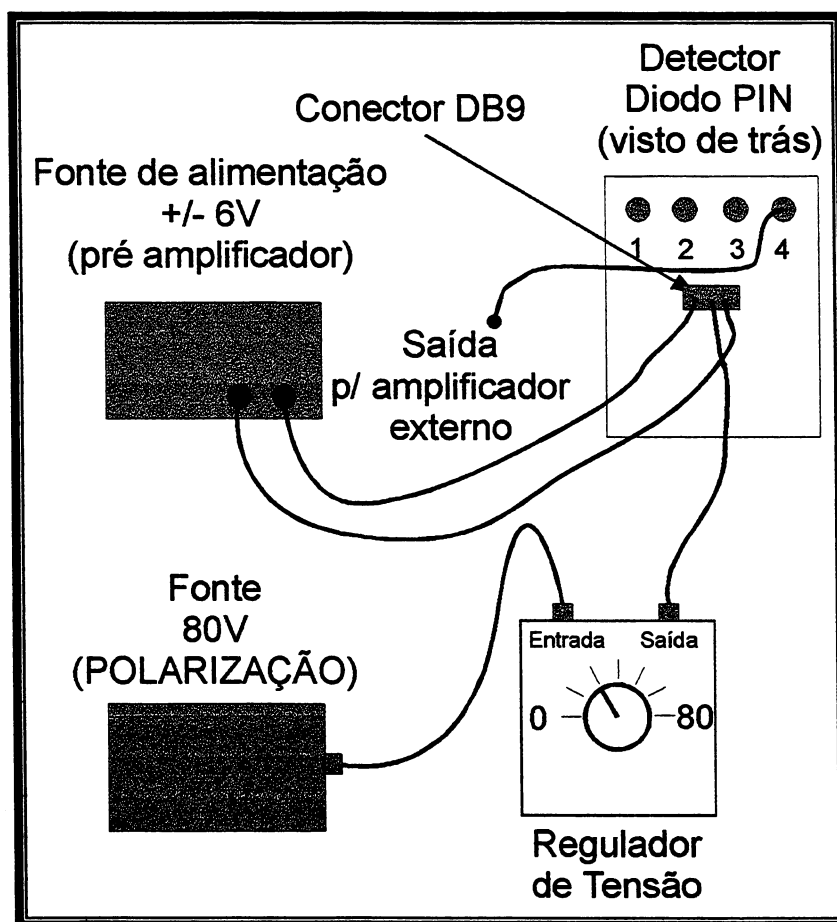 Detector
Diodo PIN
(visto de trás)
Conector DB9
Fonte de alimentação
+/- 6V
(pré amplificador)
1 2 3 4
Saída
p/ amplificador
externo
Fonte
80V
(POLARIZAÇÃO)
Entrada Saída
0 80
Regulador
de Tensão